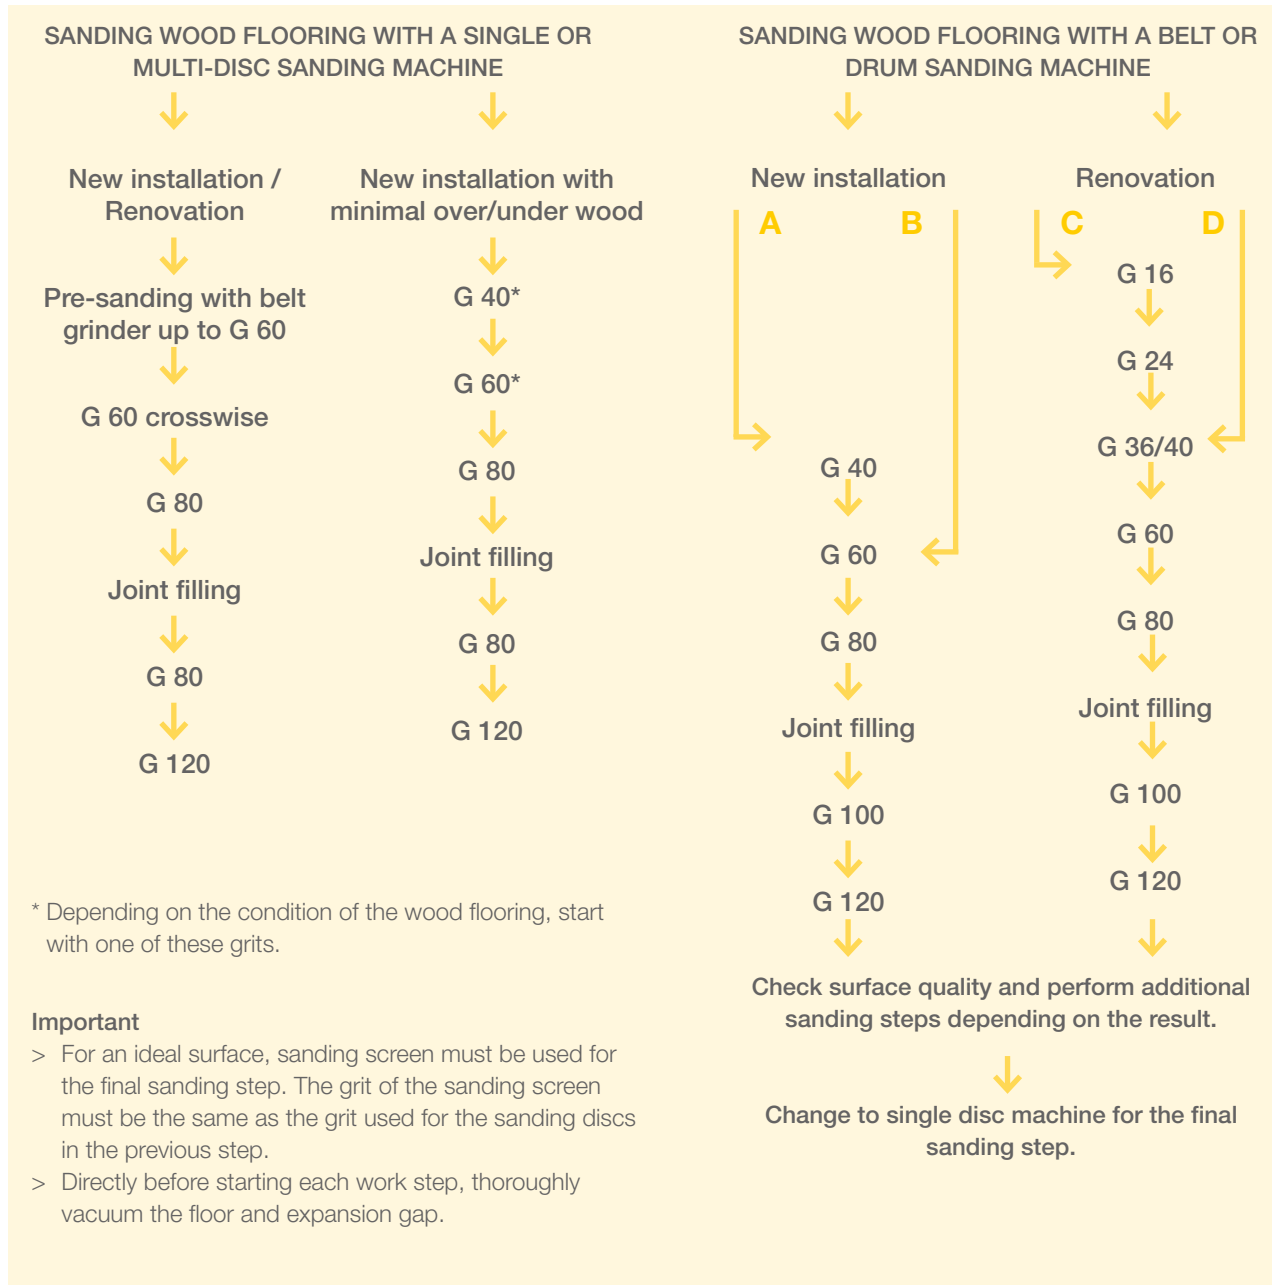 SANDING WOOD FLOORING WITH A SINGLE OR
MULTI-DISC SANDING MACHINE
New installation /
Renovation
Pre-sanding with belt
grinder up to G 60
G 60 crosswise
G 80
Joint filling
G 80
G 120
New installation with
minimal over/under wood
G 40*
G 60*
G 80
Joint filling
G 80
G 120
* Depending on the condition of the wood flooring, start
with one of these grits.
Important
> For an ideal surface, sanding screen must be used for
the final sanding step. The grit of the sanding screen
must be the same as the grit used for the sanding discs
in the previous step.
> Directly before starting each work step, thoroughly
vacuum the floor and expansion gap.
SANDING WOOD FLOORING WITH A BELT OR
DRUM SANDING MACHINE
New installation
A
B
G 40
G 60
G 80
Joint filling
G 100
G 120
Renovation
C
D
G 16
G 24
G 36/40
G 60
G 80
Joint filling
G 100
G 120
Check surface quality and perform additional
sanding steps depending on the result.
Change to single disc machine for the final
sanding step.